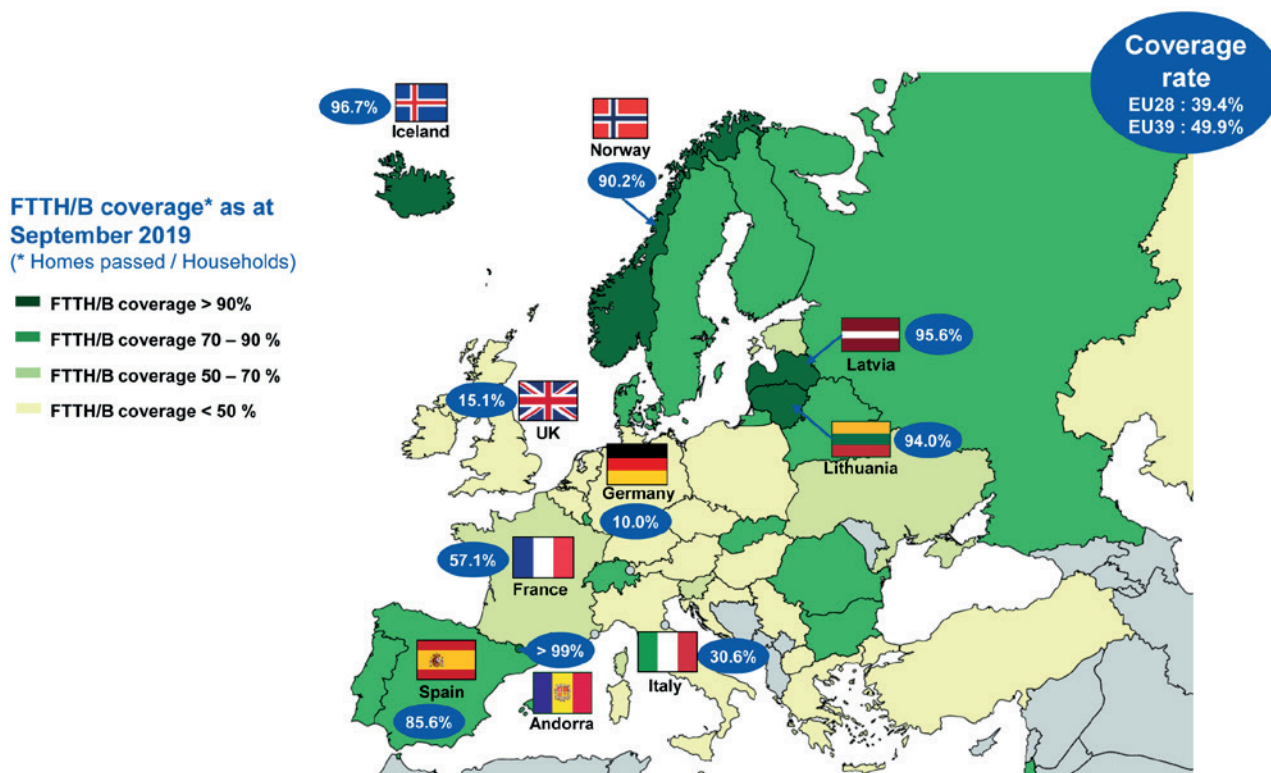 Coverage
rate
EU28 : 39.4%
EU39 : 49.9%
96.7%
Iceland
Norway
90.2%
FTTH/B coverage* as at
September 2019
(* Homes passed / Households)
FTTH/B coverage > 90%
FTTH/B coverage 70 – 90 %
FTTH/B coverage 50 – 70 %
FTTH/B coverage < 50 %
95.6%
Latvia
15.1%
UK
94.0%
Lithuania
Germany
10.0%
57.1%
France
> 99%
Andorra
30.6%
Italy
Spain
85.6%